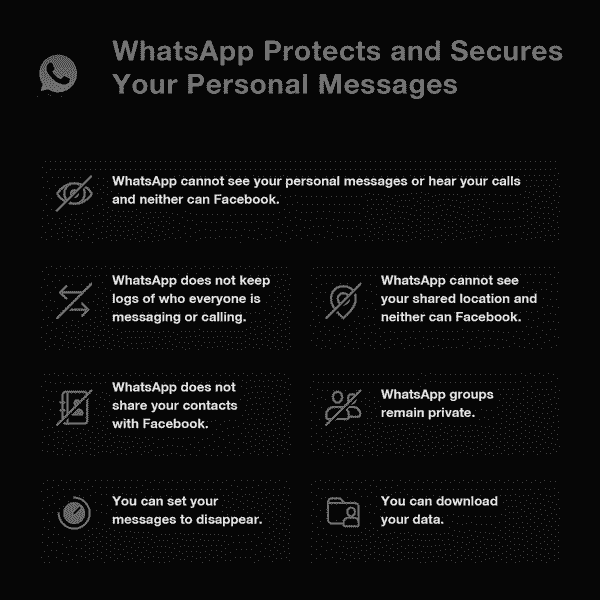 WhatsApp Protects and Secures
Your Personal Messages
WhatsApp cannot see your personal messages or hear your calls
and neither can Facebook.
WhatsApp does not keep
logs of who everyone is
messaging or calling.
WhatsApp cannot see
your shared location and
neither can Facebook.
WhatsApp does not
share your contacts
with Facebook.
WhatsApp groups
remain private.
You can set your
messages to disappear.
You can download
your data.